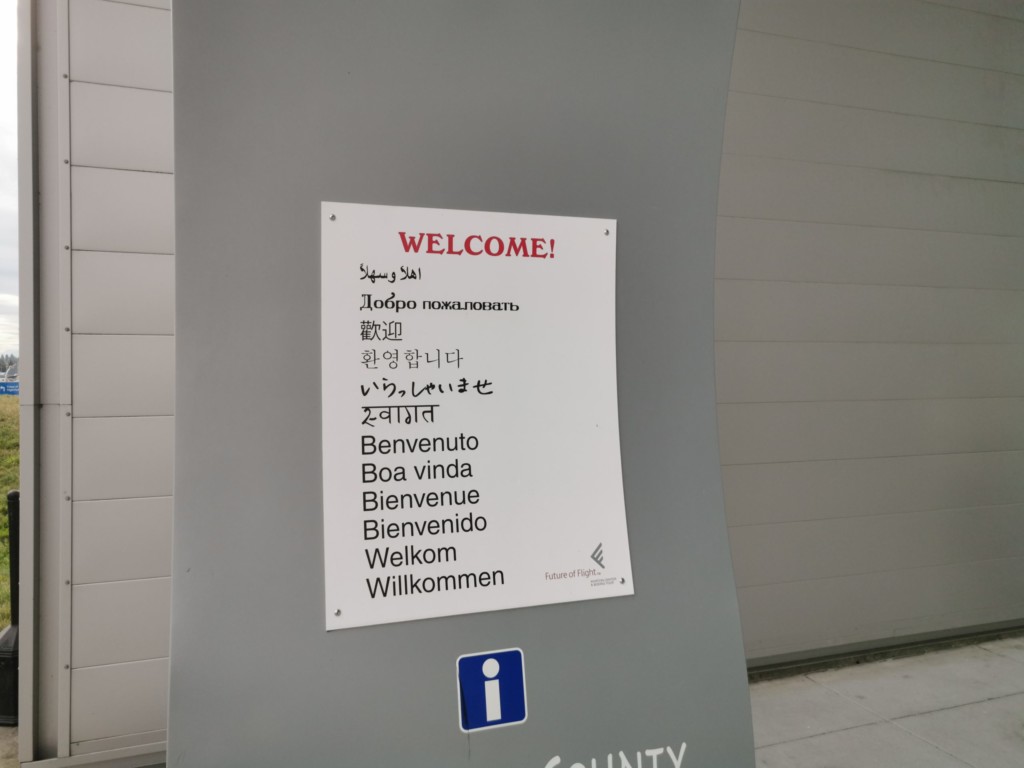 WELCOME!
اهلا وسهلاً
Добро пожаловать
歡迎
환영합니다
いらっしゃいませ
स्वागत
Benvenuto
Boa vinda
Bienvenue
Bienvenido
Welkom
Willkommen
Future of Flight
i
COUNTY